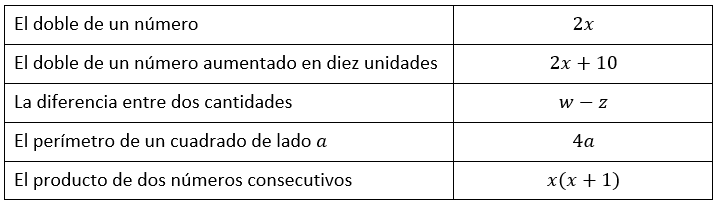 El doble de un número 2x
El doble de un número aumentado en diez unidades 2x + 10
La diferencia entre dos cantidades w − z
El perímetro de un cuadrado de lado a 4a
El producto de dos números consecutivos x(x + 1)